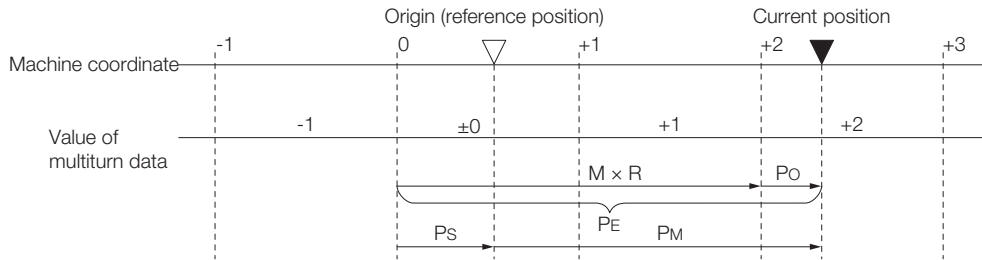 Origin (reference position) Current position
-1 0 +1 +2 +3
Machine coordinate
Value of multiturn data
-1 ±0 +1 +2
M × R PO
PE
PS PM